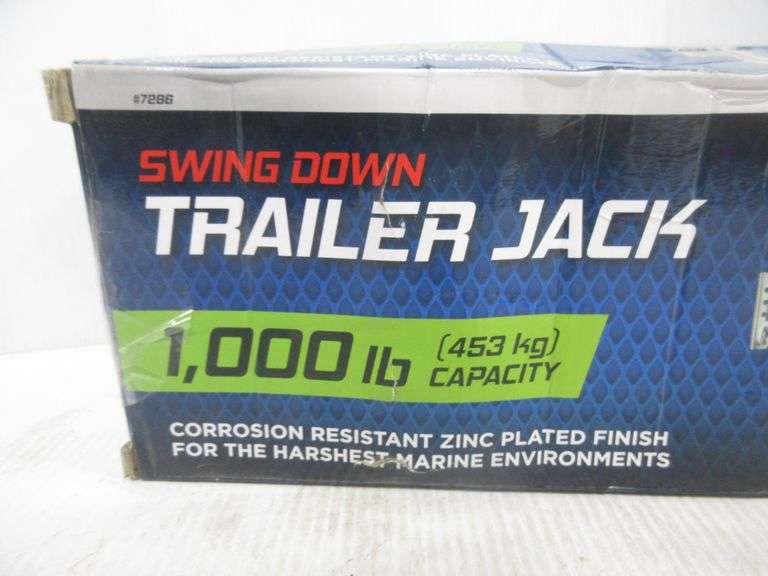 #7286
SWING DOWN
TRAILER JACK
1,000 lb
(453 kg)
CAPACITY
CORROSION RESISTANT ZINC PLATED FINISH
FOR THE HARSHEST MARINE ENVIRONMENTS